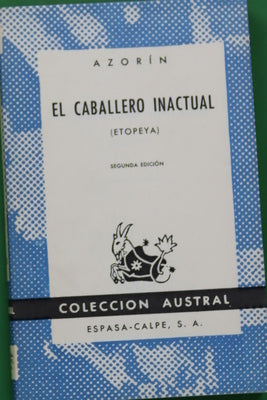 AZORÍN
EL CABALLERO INACTUAL
(ETOPEYA)
SEGUNDA EDICIÓN
COLECCION AUSTRAL
ESPASA-CALPE, S. A.